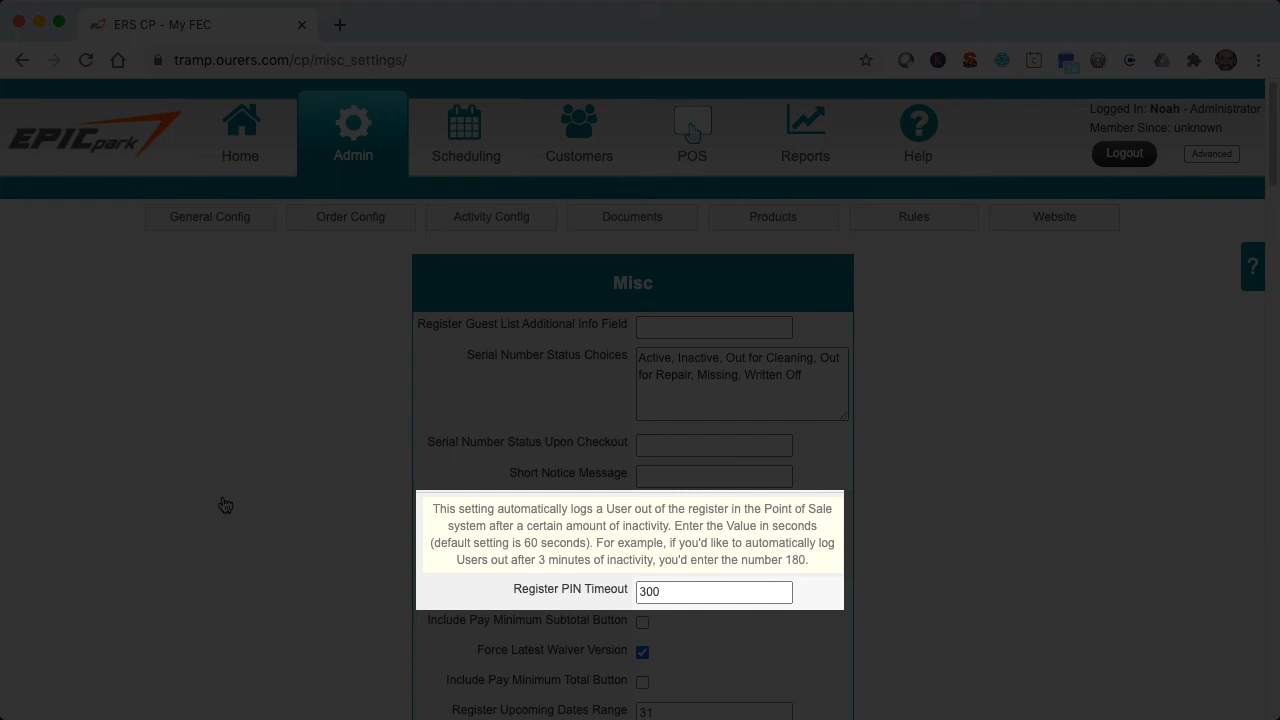 ERS CP - My FEC
tramp.ourers.com/cp/misc_settings/
EPICpark
Home
Admin
Scheduling
Customers
POS
Reports
Help
Logged In: Noah - Administrator
Member Since: unknown
Logout
Advanced
General Config
Order Config
Activity Config
Documents
Products
Rules
Website
?
Misc
Register Guest List Additional Info Field
Serial Number Status Choices
Active, Inactive, Out for Cleaning, Out
for Repair, Missing, Written Off
Serial Number Status Upon Checkout
Short Notice Message
This setting automatically logs a User out of the register in the Point of Sale
system after a certain amount of inactivity. Enter the Value in seconds
(default setting is 60 seconds). For example, if you'd like to automatically log
Users out after 3 minutes of inactivity, you'd enter the number 180.
Register PIN Timeout
300
Include Pay Minimum Subtotal Button
Force Latest Waiver Version
Include Pay Minimum Total Button
Register Upcoming Dates Range
31